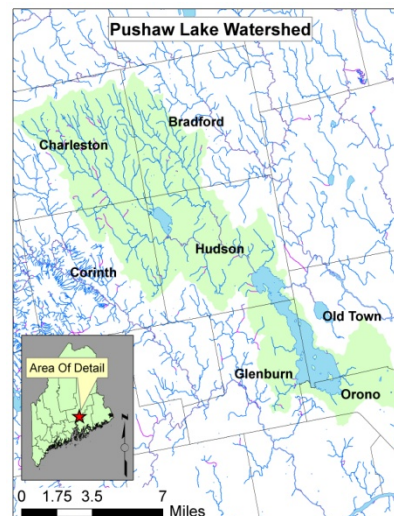 Pushaw Lake Watershed
Bradford
Charleston
Hudson
Corinth
Old Town
Glenburn
Orono
Area Of Detail
0 1.75 3.5 7
Miles